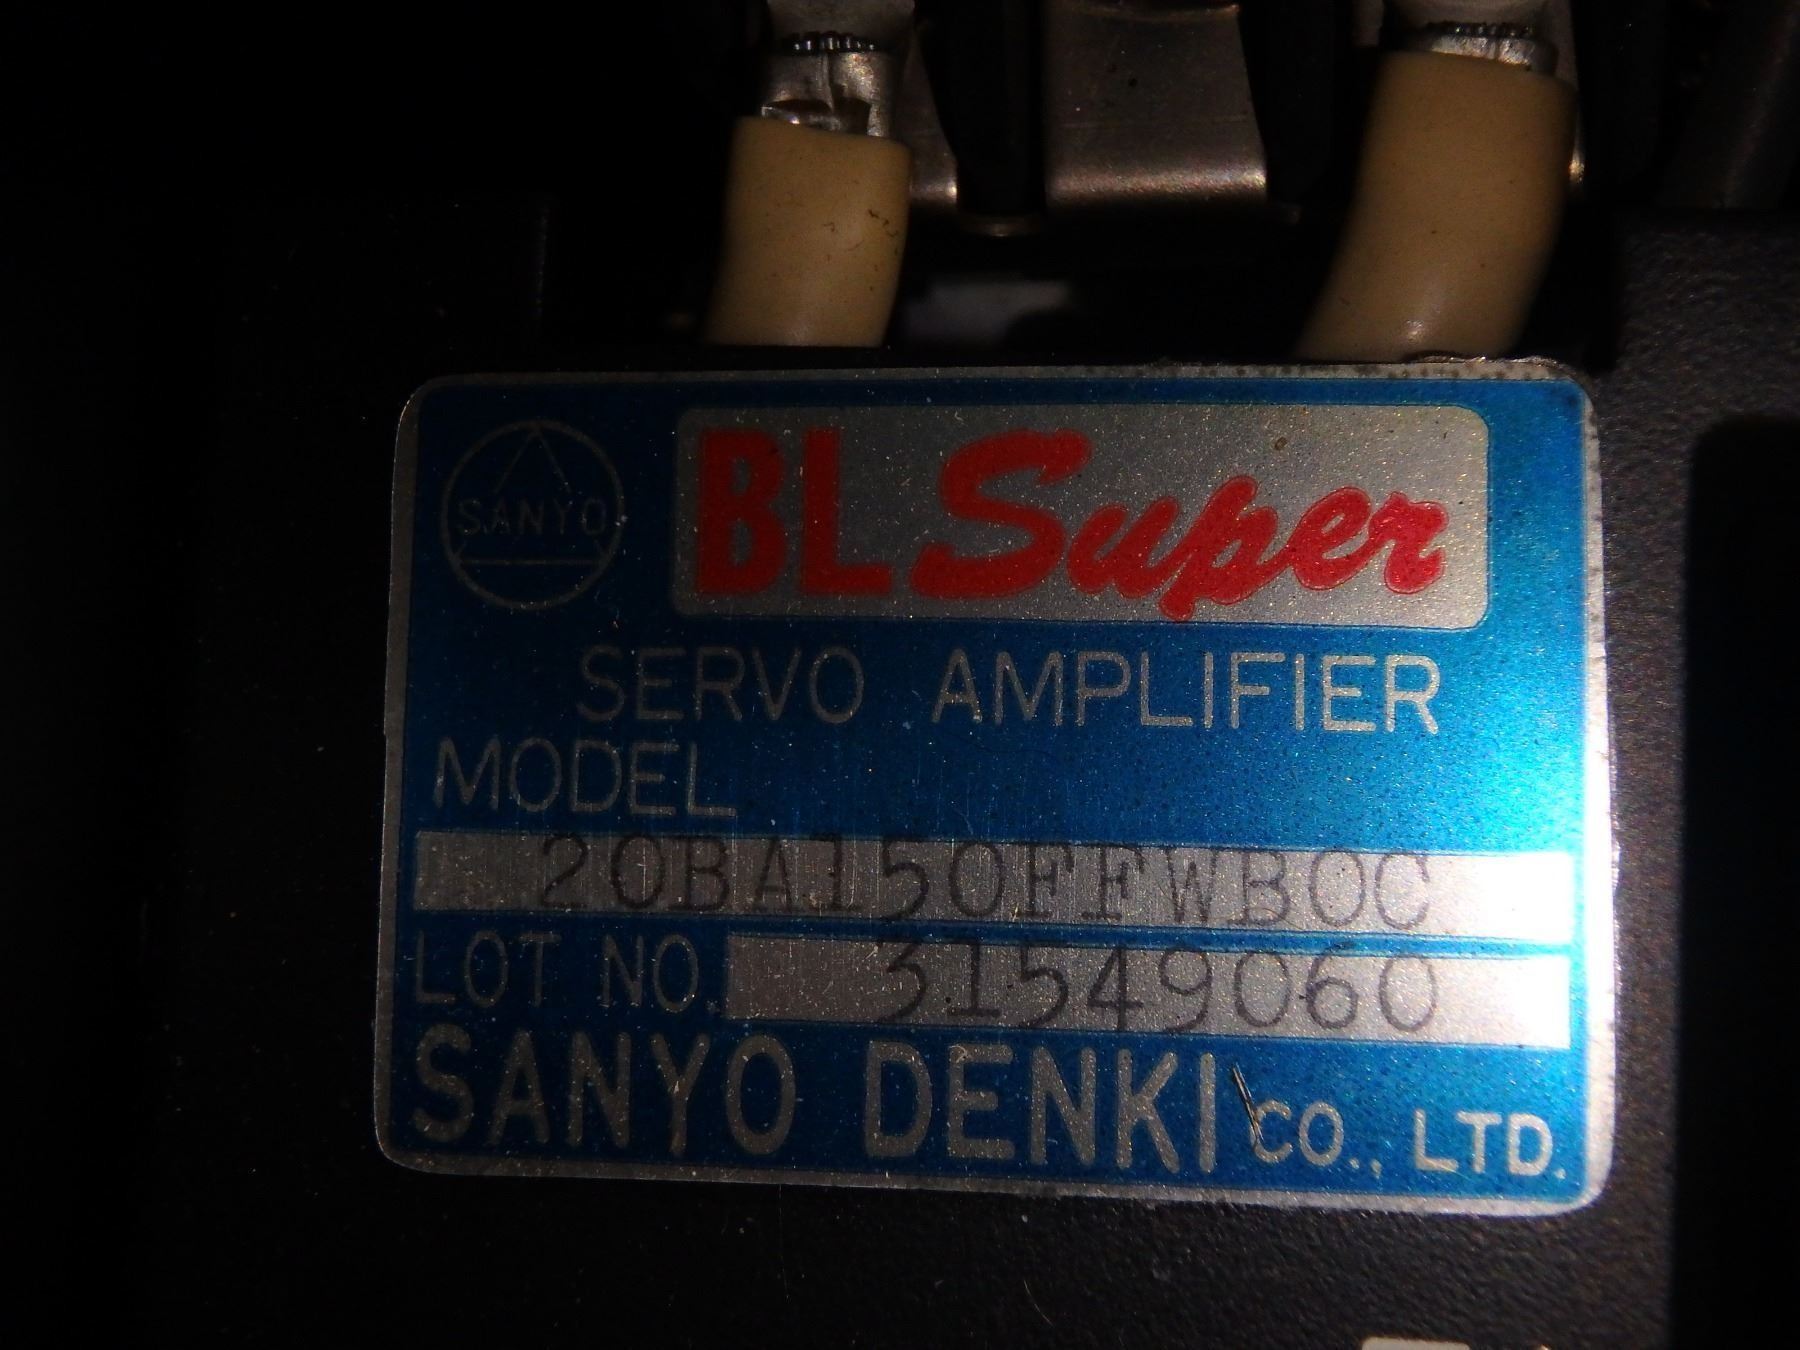 SANYO
BL Super
SERVO AMPLIFIER
MODEL
20BA150FFWB0C
LOT NO. 31549060
SANYO DENKI CO., LTD.